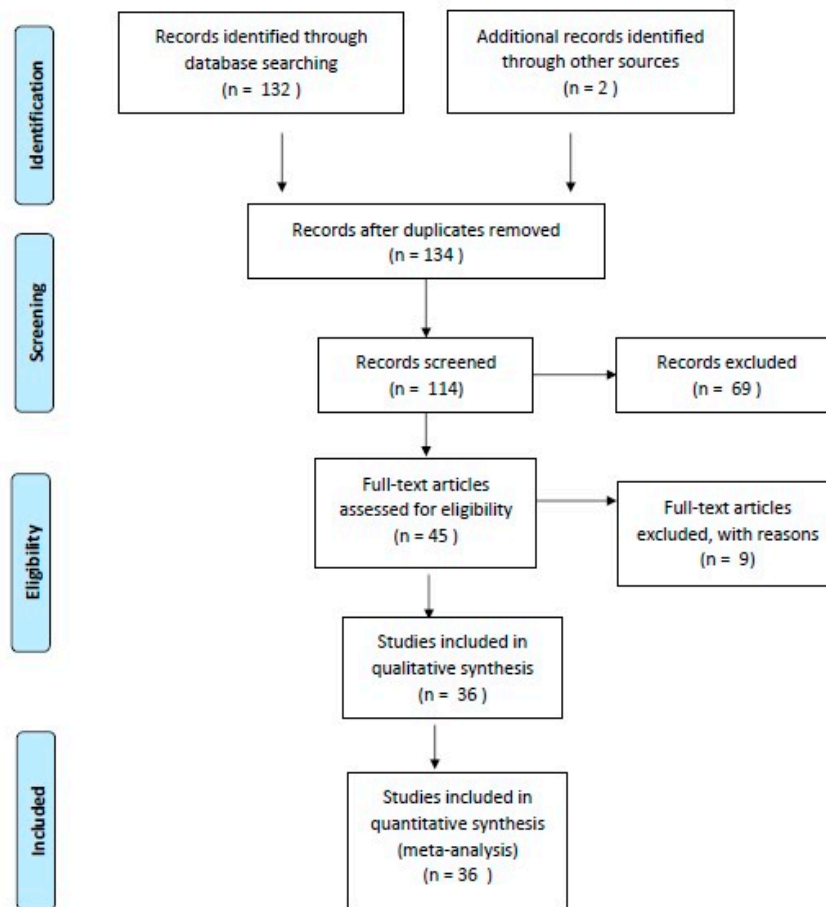 Identification
Records identified through
database searching
(n = 132 )
Additional records identified
through other sources
(n = 2 )
Records after duplicates removed
(n = 134 )
Screening
Records screened
(n = 114)
Records excluded
(n = 69 )
Eligibility
Full-text articles
assessed for eligibility
(n = 45 )
Full-text articles
excluded, with reasons
(n = 9)
Studies included in
qualitative synthesis
(n = 36 )
Included
Studies included in
quantitative synthesis
(meta-analysis)
(n = 36 )